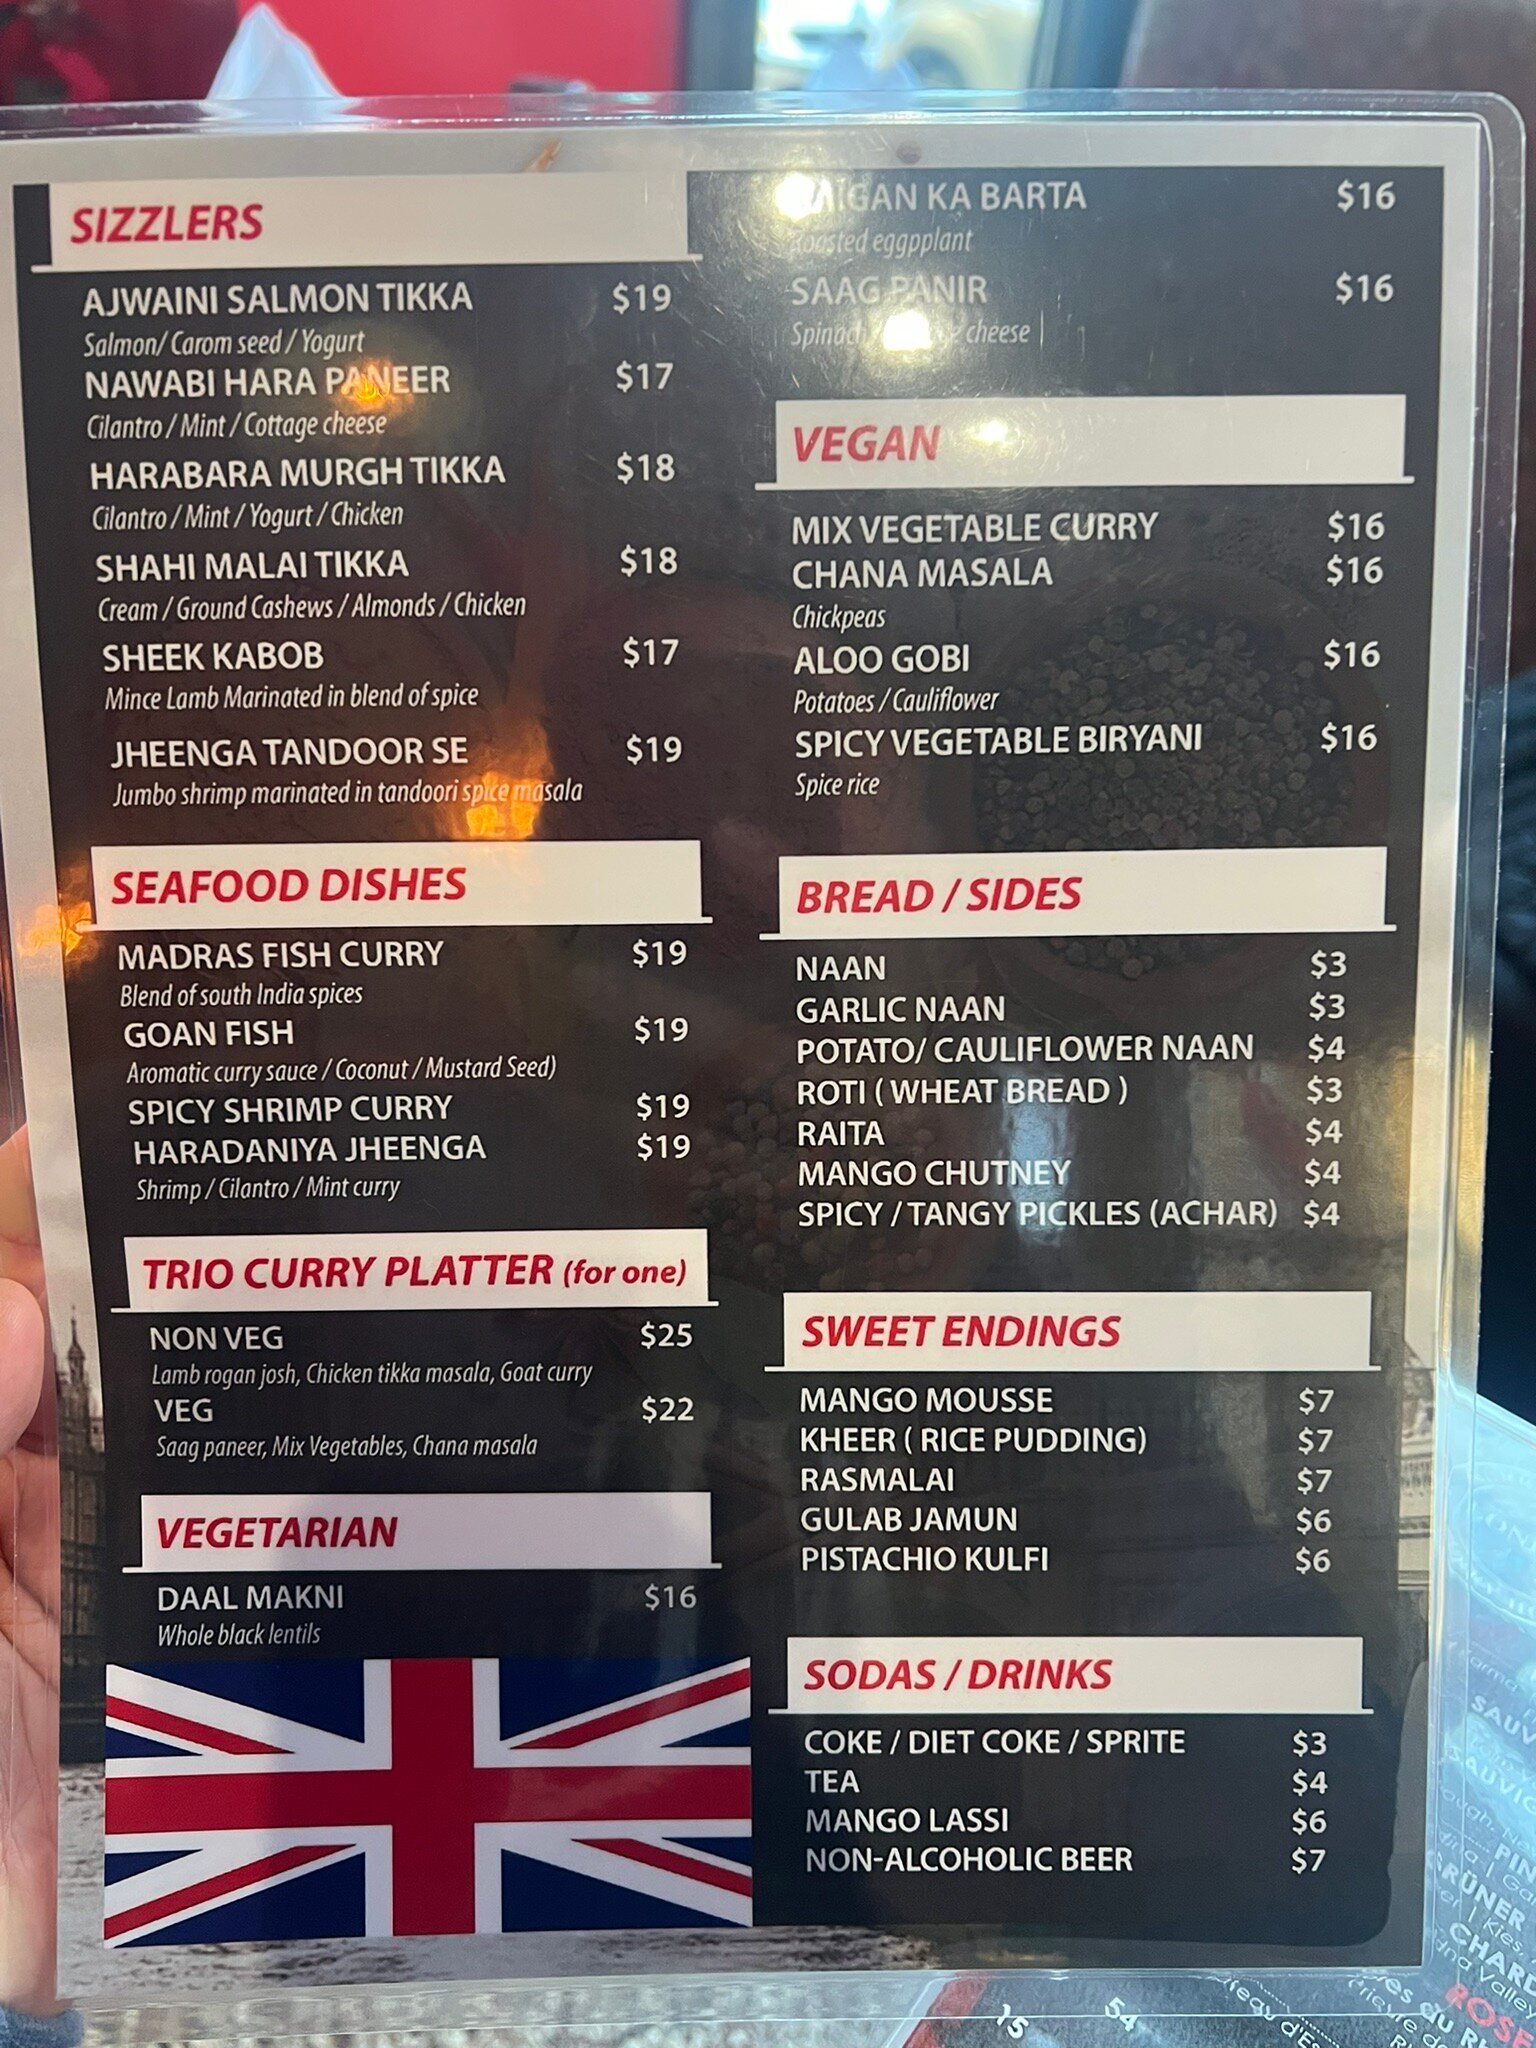 SIZZLERS
AJWAINI SALMON TIKKA $19
Salmon/ Carom seed / Yogurt
NAWABI HARA PANEER $17
Cilantro / Mint / Cottage cheese
HARABARA MURGH TIKKA $18
Cilantro / Mint / Yogurt / Chicken
SHAHI MALAI TIKKA $18
Cream / Ground Cashews / Almonds / Chicken
SHEEK KABOB $17
Mince Lamb Marinated in blend of spice
JHEENGA TANDOOR SE $19
Jumbo shrimp marinated in tandoori spice masala
SEAFOOD DISHES
MADRAS FISH CURRY $19
Blend of south India spices
GOAN FISH $19
Aromatic curry sauce / Coconut / Mustard Seed)
SPICY SHRIMP CURRY $19
HARADANIYA JHEENGA $19
Shrimp / Cilantro / Mint curry
TRIO CURRY PLATTER (for one)
NON VEG $25
Lamb rogan josh, Chicken tikka masala, Goat curry
VEG $22
Saag paneer, Mix Vegetables, Chana masala
VEGETARIAN
DAAL MAKNI $16
Whole black lentils
KA BARTA $16
Roasted eggpplant
SAAG PANIR $16
Spinach cheese
VEGAN
MIX VEGETABLE CURRY $16
CHANA MASALA $16
Chickpeas
ALOO GOBI $16
Potatoes / Cauliflower
SPICY VEGETABLE BIRYANI $16
Spice rice
BREAD / SIDES
NAAN $3
GARLIC NAAN $3
POTATO/ CAULIFLOWER NAAN $4
ROTI ( WHEAT BREAD ) $3
RAITA $4
MANGO CHUTNEY $4
SPICY / TANGY PICKLES (ACHAR) $4
SWEET ENDINGS
MANGO MOUSSE $7
KHEER ( RICE PUDDING) $7
RASMALAI $7
GULAB JAMUN $6
PISTACHIO KULFI $6
SODAS / DRINKS
COKE / DIET COKE / SPRITE $3
TEA $4
MANGO LASSI $6
NON-ALCOHOLIC BEER $7
15 54